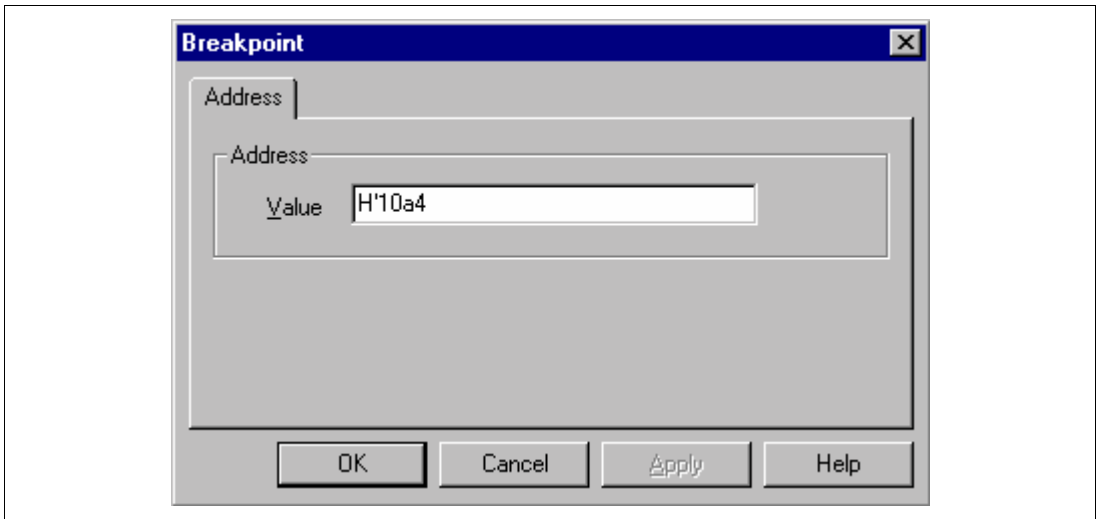 Breakpoint
Address
Address
Value H'10a4
OK Cancel Apply Help